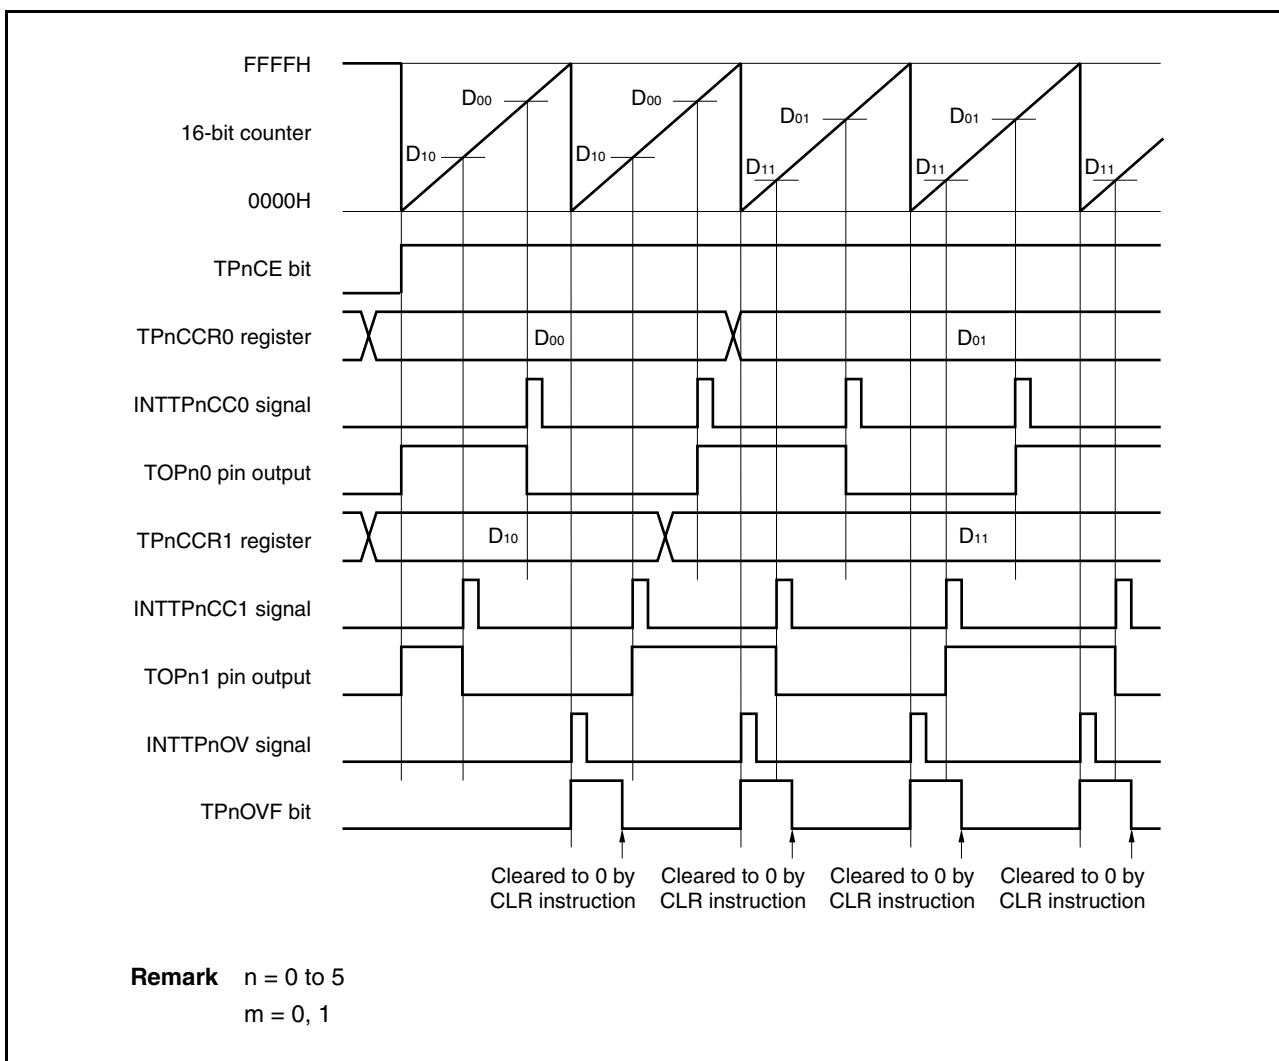 FFFFH
D00
D00
D01
D01
16-bit counter
D10
D10
D11
D11
D11
0000H
TPnCE bit
TPnCCR0 register
D00
D01
INTTPnCC0 signal
TOPn0 pin output
TPnCCR1 register
D10
D11
INTTPnCC1 signal
TOPn1 pin output
INTTPnOV signal
TPnOVF bit
Cleared to 0 by
CLR instruction
Cleared to 0 by
CLR instruction
Cleared to 0 by
CLR instruction
Cleared to 0 by
CLR instruction
Remark n = 0 to 5
m = 0, 1